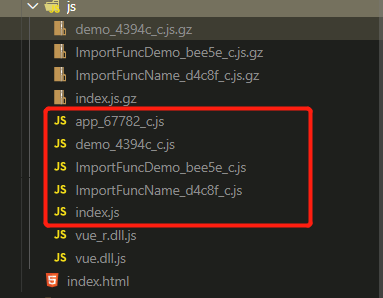 js
demo_4394c_c.js.gz
ImportFuncDemo_bee5e_c.js.gz
ImportFuncName_d4c8f_c.js.gz
index.js.gz
JS app_67782_c.js
JS demo_4394c_c.js
JS ImportFuncDemo_bee5e_c.js
JS ImportFuncName_d4c8f_c.js
JS index.js
JS vue_r.dll.js
JS vue.dll.js
index.html